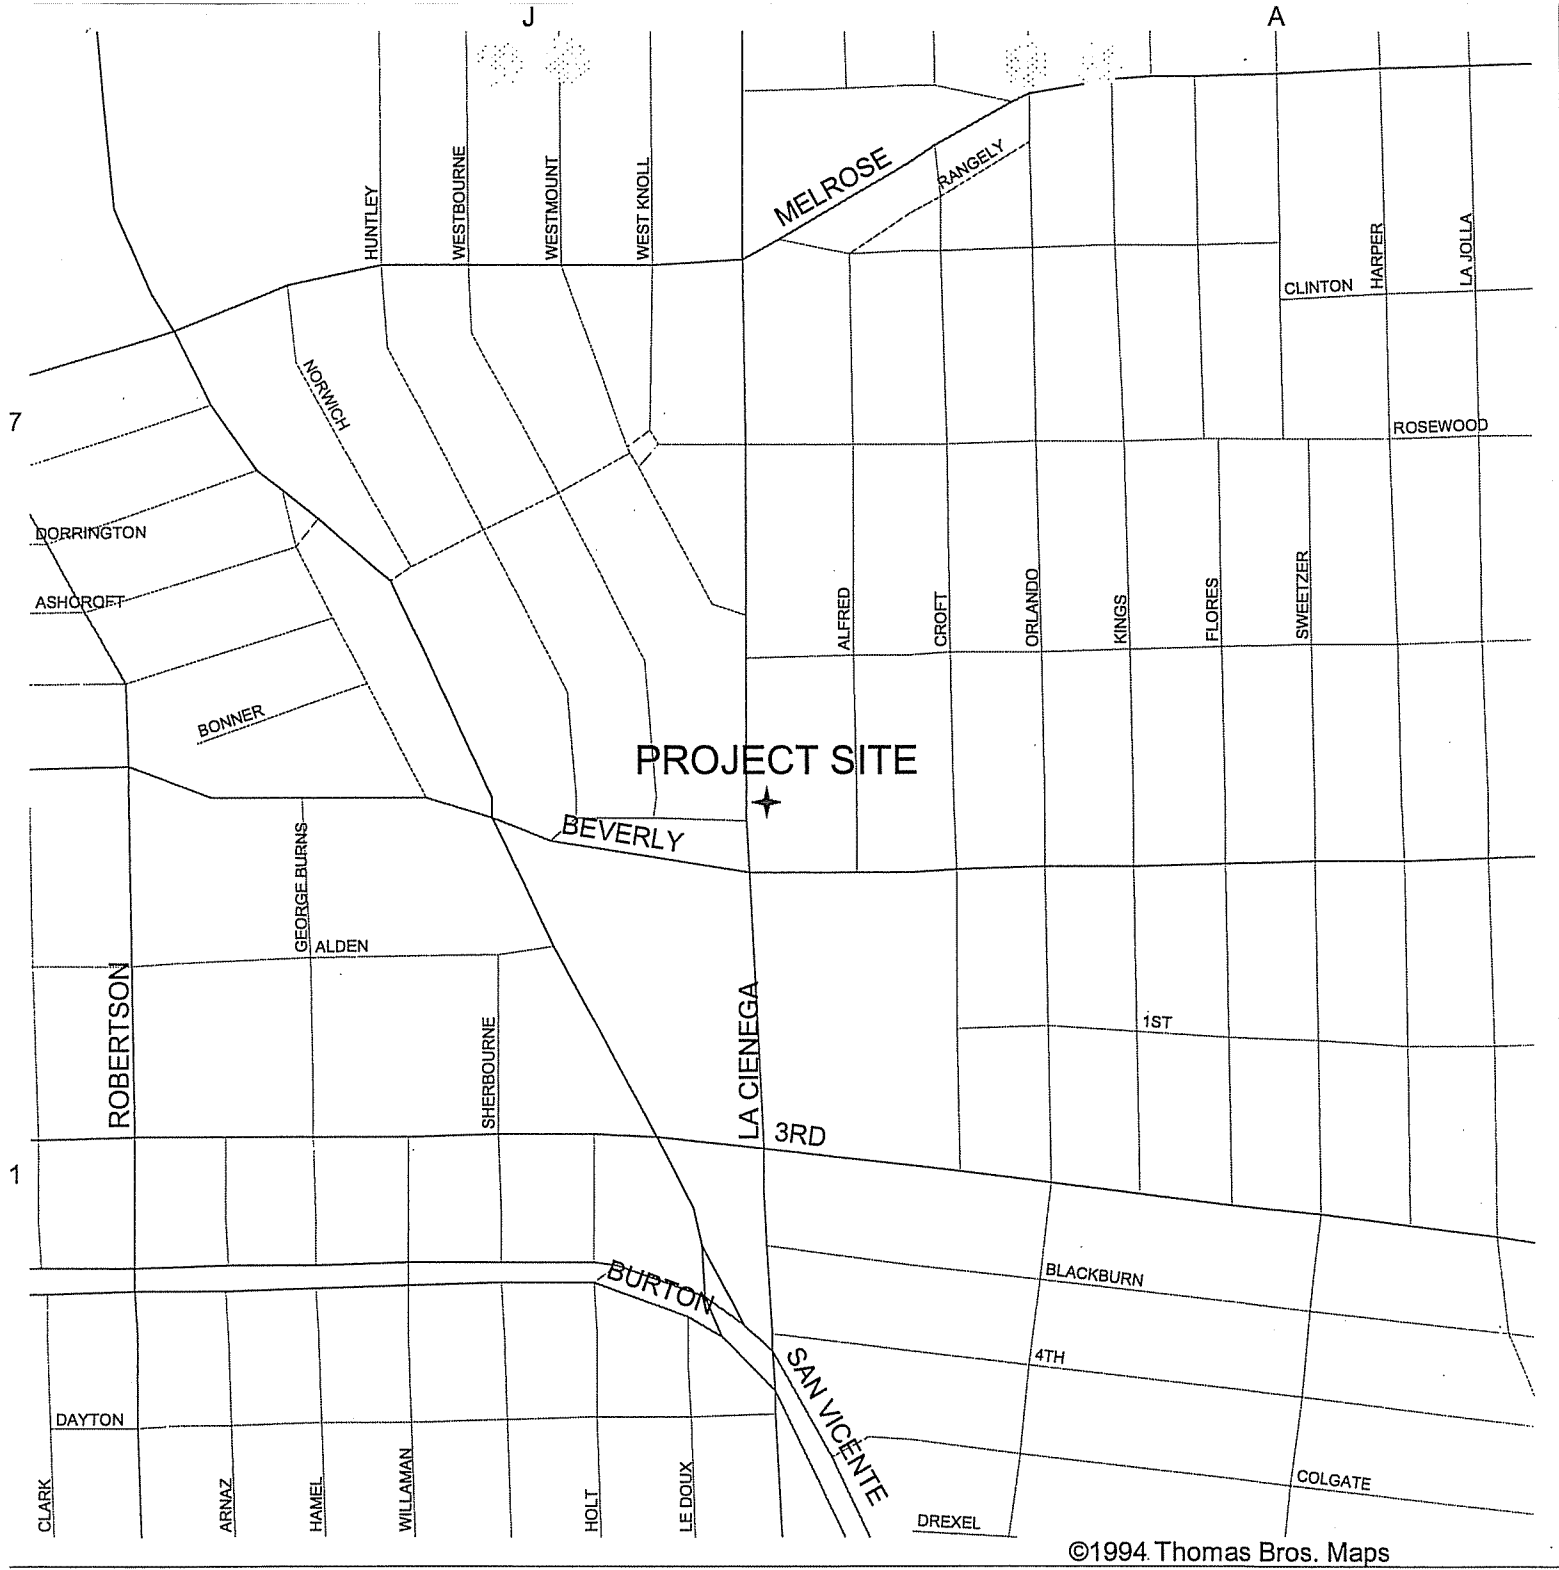 J
A
HUNTLEY
WESTBOURNE
WESTMOUNT
WEST KNOLL
MELROSE
RANGELY
HARPER
LA JOLLA
CLINTON
NORWICH
7
ROSEWOOD
DORRINGTON
ASHCROFT
ALFRED
CROFT
ORLANDO
KINGS
FLORES
SWEETZER
BONNER
PROJECT SITE
BEVERLY
GEORGE BURNS
ALDEN
ROBERTSON
SHERBOURNE
LA CIENEGA
1ST
3RD
1
BURTON
BLACKBURN
SAN VICENTE
4TH
DAYTON
CLARK
ARNAZ
HAMEL
WILLAMAN
HOLT
LE DOUX
COLGATE
DREXEL
©1994 Thomas Bros. Maps